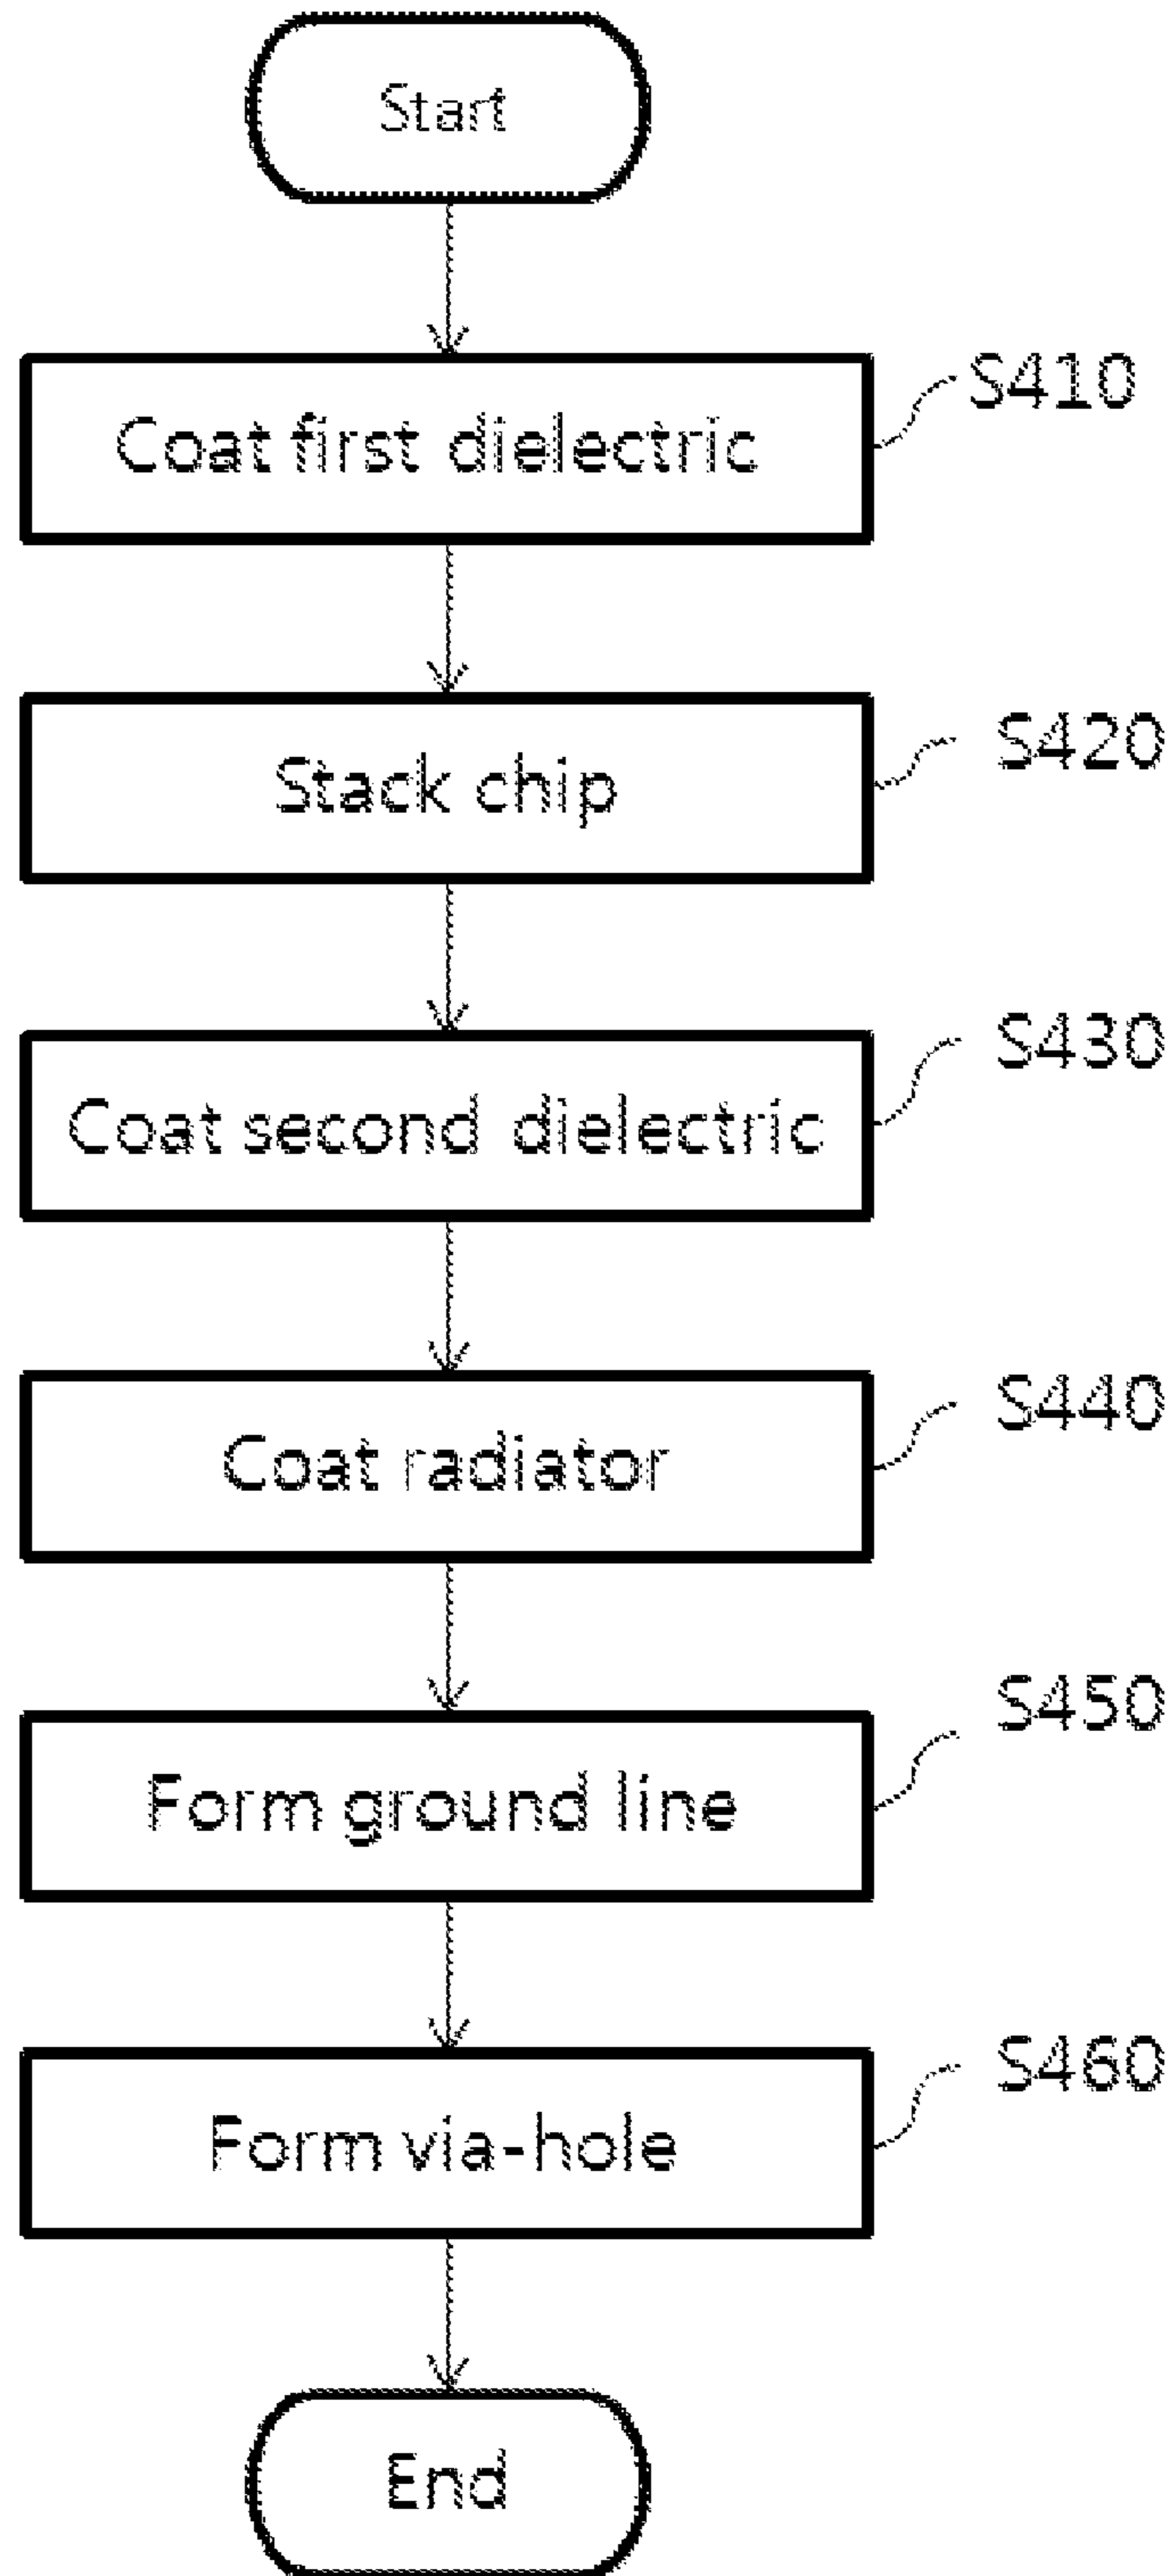 Start
Coat first dielectric
S410
Stack chip
S420
Coat second dielectric
S430
Coat radiator
S440
Form ground line
S450
Form via-hole
S460
End